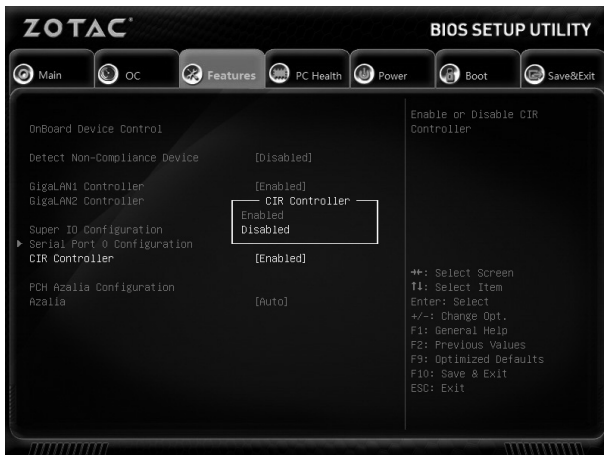 ZOTAC
BIOS SETUP UTILITY
Main
OC
Features
PC Health
Power
Boot
Save&Exit
OnBoard Device Control
Detect Non-Compliance Device [Disabled]
GigaLAN1 Controller [Enabled]
GigaLAN2 Controller
Super IO Configuration
Serial Port 0 Configuration
CIR Controller [Enabled]
PCH Azalia Configuration
Azalia [Auto]
CIR Controller
Enabled
Disabled
Enable or Disable CIR
Controller
→←: Select Screen
↑↓: Select Item
Enter: Select
+/-: Change Opt.
F1: General Help
F2: Previous Values
F9: Optimized Defaults
F10: Save & Exit
ESC: Exit